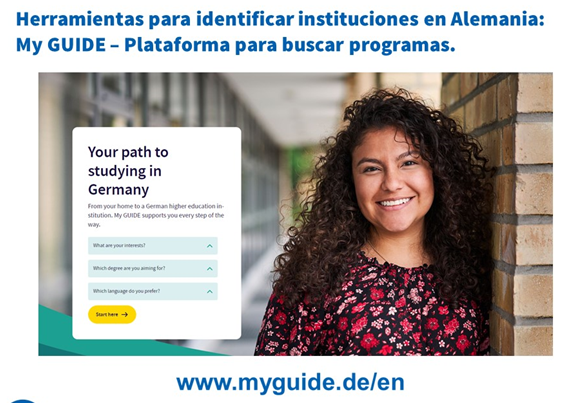 Herramientas para identificar instituciones en Alemania:
My GUIDE – Plataforma para buscar programas.
Your path to
studying in
Germany
From your home to a German higher education in-
stitution. My GUIDE supports you every step of the
way.
What are your interests?
Which degree are you aiming for?
Which language do you prefer?
Start here →
www.myguide.de/en